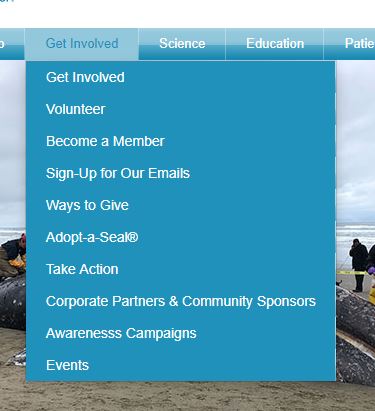 Get Involved
Science
Education
Get Involved
Volunteer
Become a Member
Sign-Up for Our Emails
Ways to Give
Adopt-a-Seal®
Take Action
Corporate Partners & Community Sponsors
Awarenesss Campaigns
Events